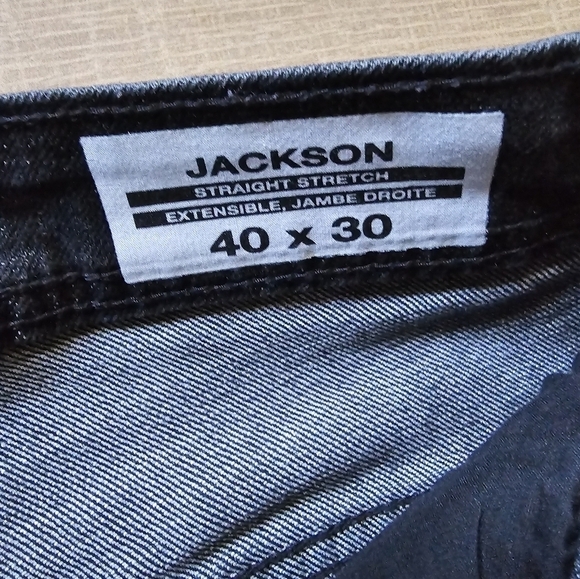 JACKSON
STRAIGHT STRETCH
EXTENSIBLE, JAMBE DROITE
40 x 30